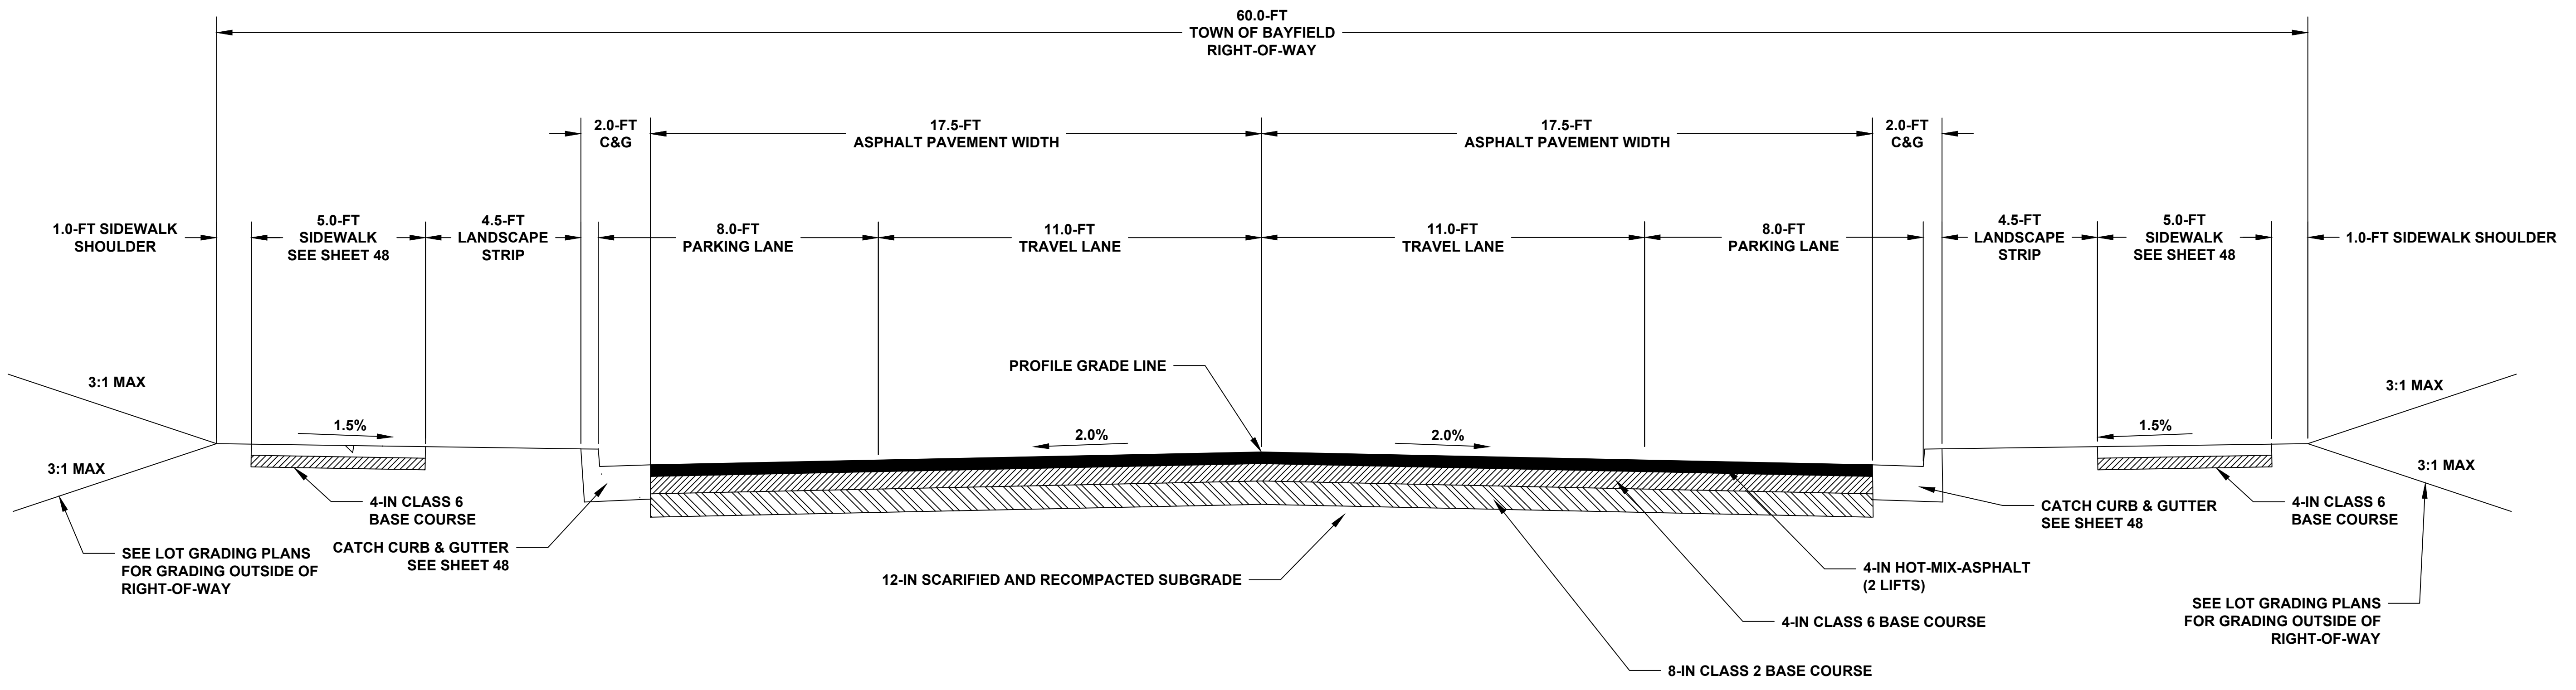 60.0-FT
TOWN OF BAYFIELD
RIGHT-OF-WAY
2.0-FT
C&G
17.5-FT
ASPHALT PAVEMENT WIDTH
17.5-FT
ASPHALT PAVEMENT WIDTH
2.0-FT
C&G
1.0-FT SIDEWALK
SHOULDER
5.0-FT
SIDEWALK
SEE SHEET 48
4.5-FT
LANDSCAPE
STRIP
8.0-FT
PARKING LANE
11.0-FT
TRAVEL LANE
11.0-FT
TRAVEL LANE
8.0-FT
PARKING LANE
4.5-FT
LANDSCAPE
STRIP
5.0-FT
SIDEWALK
SEE SHEET 48
1.0-FT SIDEWALK SHOULDER
PROFILE GRADE LINE
3:1 MAX
3:1 MAX
1.5%
2.0%
2.0%
1.5%
3:1 MAX
3:1 MAX
4-IN CLASS 6
BASE COURSE
SEE LOT GRADING PLANS
FOR GRADING OUTSIDE OF
RIGHT-OF-WAY
CATCH CURB & GUTTER
SEE SHEET 48
12-IN SCARIFIED AND RECOMPACTED SUBGRADE
4-IN HOT-MIX-ASPHALT
(2 LIFTS)
4-IN CLASS 6 BASE COURSE
8-IN CLASS 2 BASE COURSE
CATCH CURB & GUTTER
SEE SHEET 48
4-IN CLASS 6
BASE COURSE
SEE LOT GRADING PLANS
FOR GRADING OUTSIDE OF
RIGHT-OF-WAY